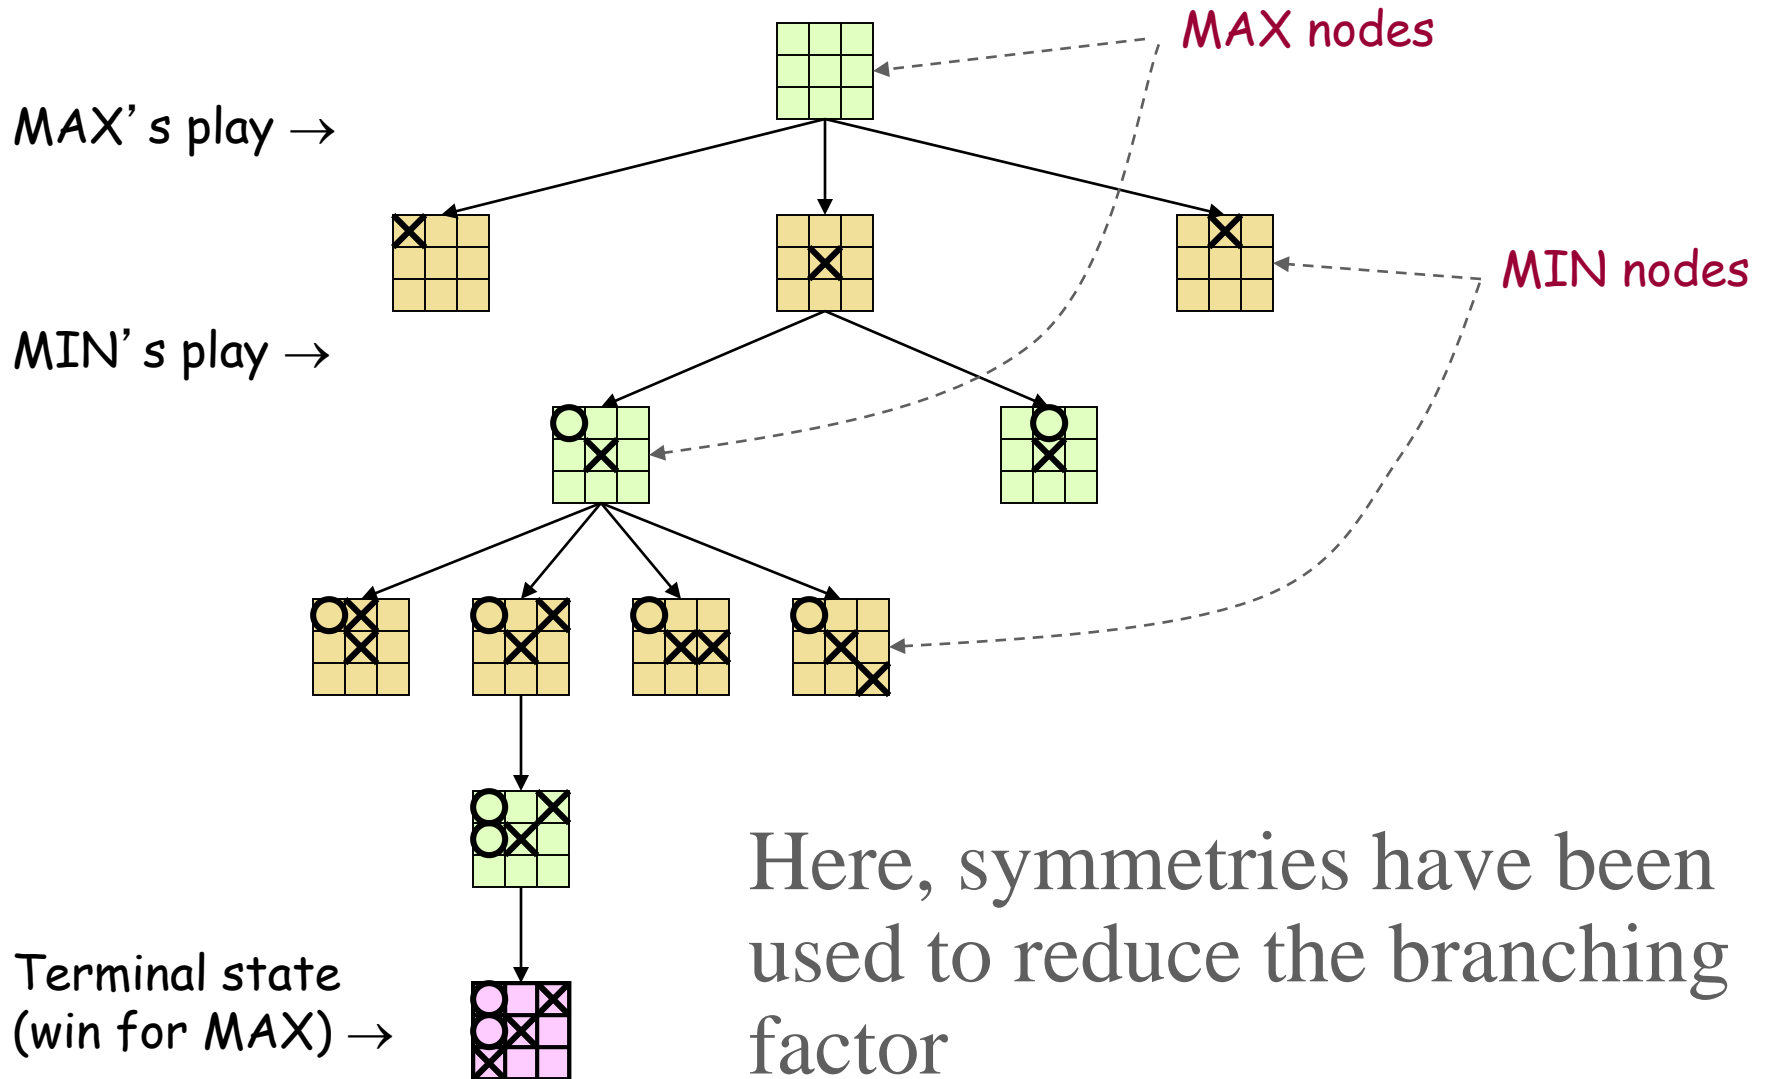 MAX nodes
MAX’s play →
MIN nodes
MIN’s play →
Here, symmetries have been
used to reduce the branching
factor
Terminal state
(win for MAX) →